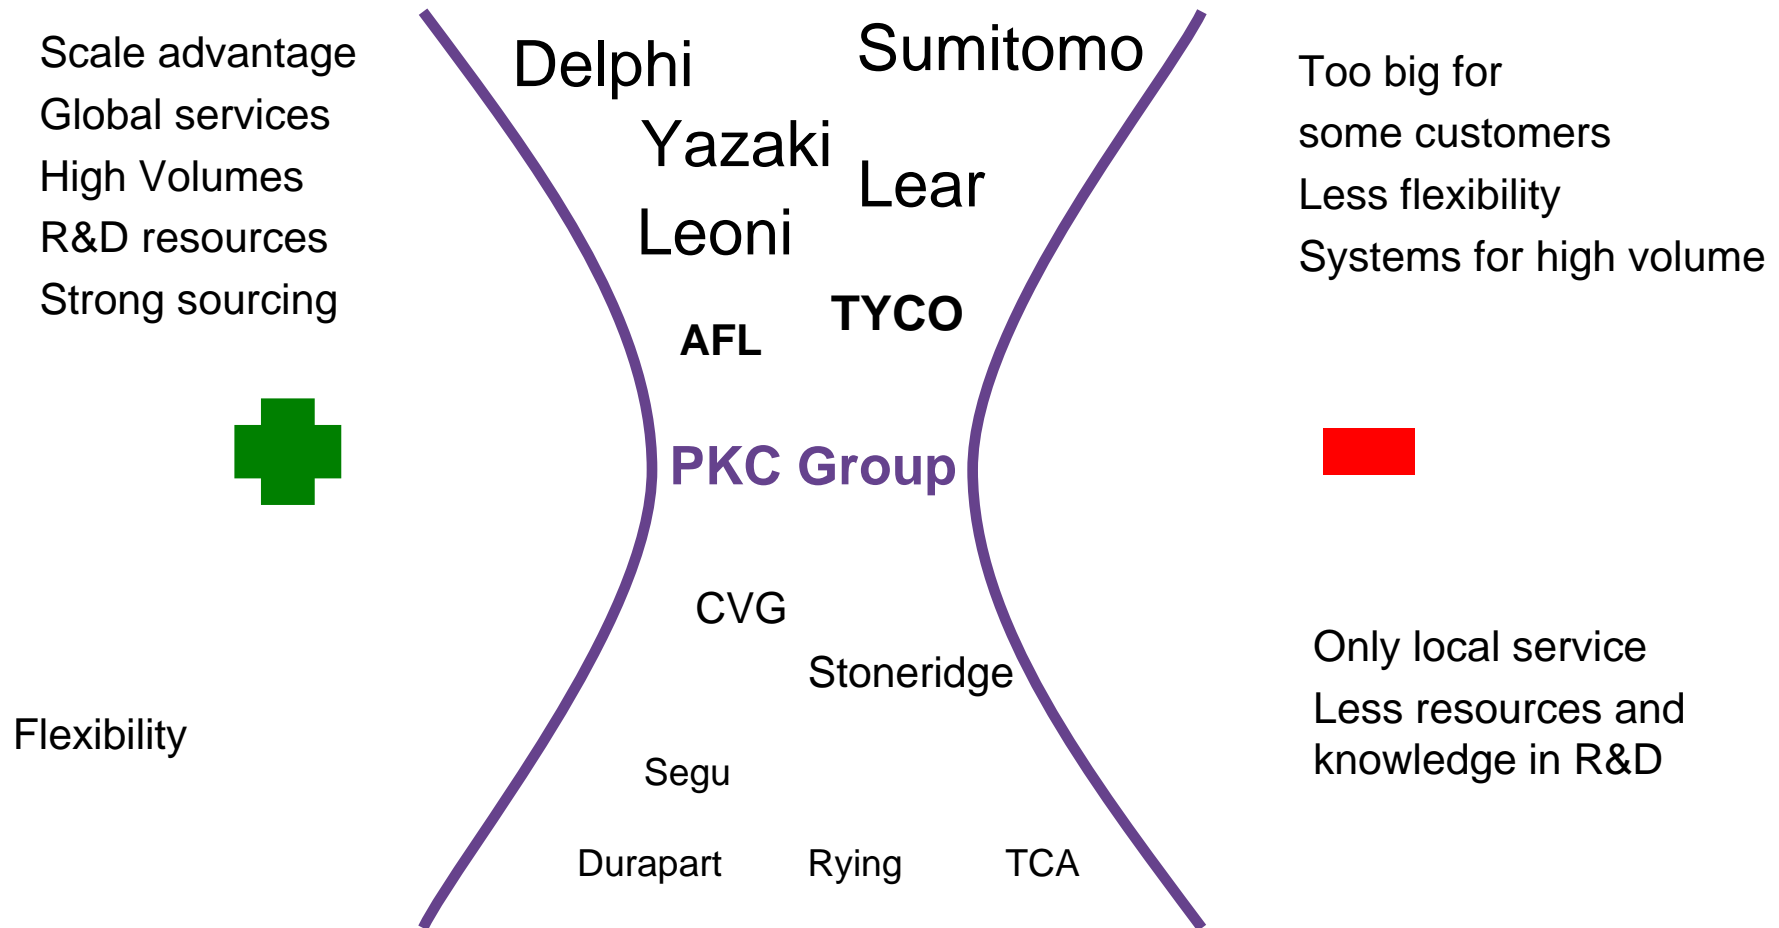 Scale advantage
Global services
High Volumes
R&D resources
Strong sourcing
Delphi
Sumitomo
Yazaki
Lear
Leoni
TYCO
AFL
PKC Group
CVG
Stoneridge
Segu
Durapart
Rying
TCA
Too big for
some customers
Less flexibility
Systems for high volume
Flexibility
Only local service
Less resources and
knowledge in R&D